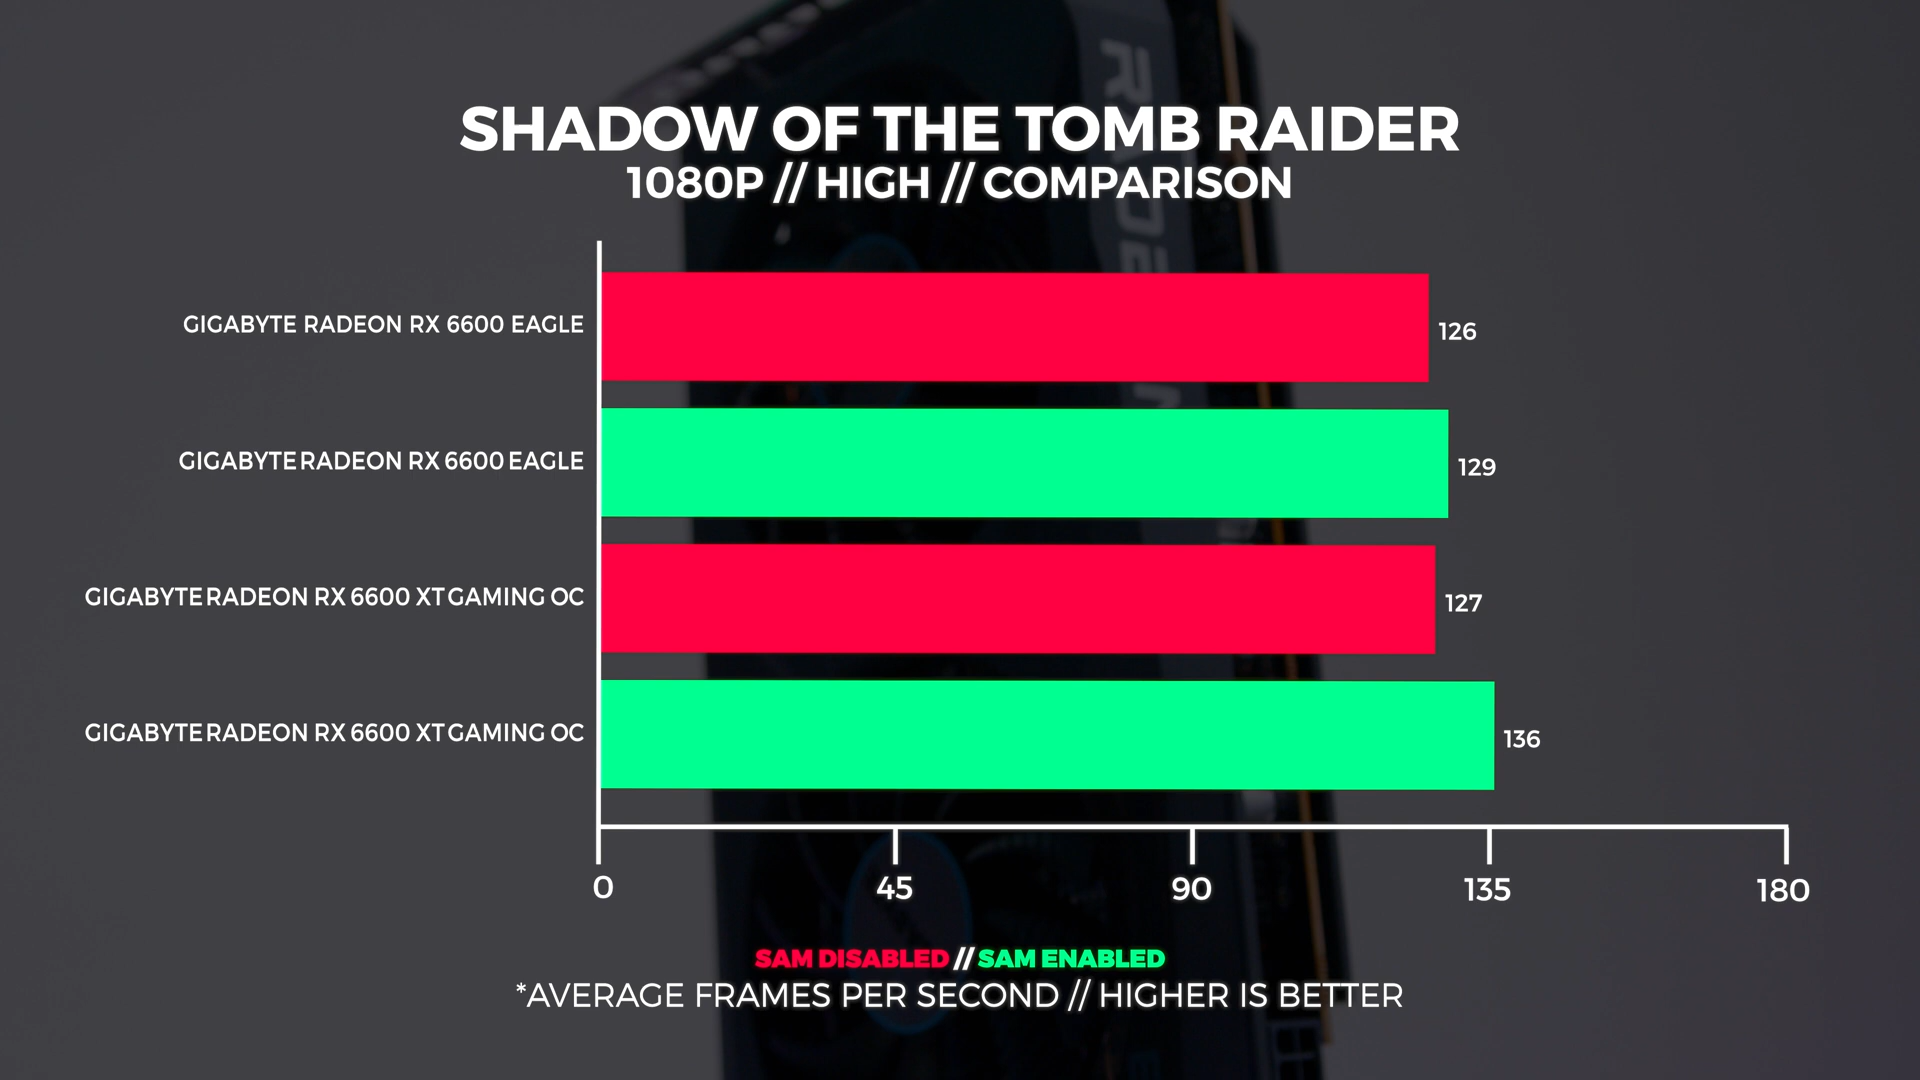 SHADOW OF THE TOMB RAIDER
1080P // HIGH // COMPARISON
GIGABYTE RADEON RX 6600 EAGLE
126
GIGABYTE RADEON RX 6600 EAGLE
129
GIGABYTE RADEON RX 6600 XT GAMING OC
127
GIGABYTE RADEON RX 6600 XT GAMING OC
136
0 45 90 135 180
SAM DISABLED // SAM ENABLED
*AVERAGE FRAMES PER SECOND // HIGHER IS BETTER